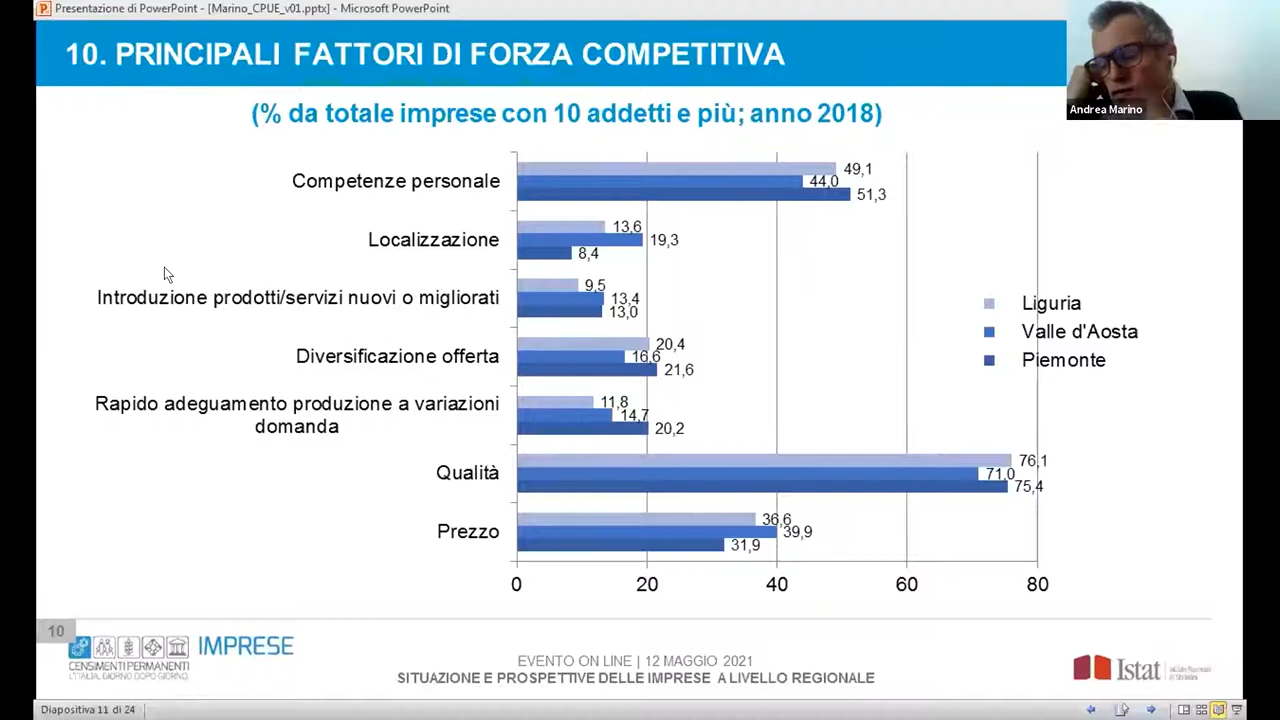 Presentazione di PowerPoint - [Marino_CPUE_v01.pptx] - Microsoft PowerPoint
10. PRINCIPALI FATTORI DI FORZA COMPETITIVA
Andrea Marino
(% da totale imprese con 10 addetti e più; anno 2018)
Competenze personale
49,1
44,0
51,3
Localizzazione
13,6
19,3
8,4
Introduzione prodotti/servizi nuovi o migliorati
9,5
13,4
13,0
Diversificazione offerta
20,4
16,6
21,6
Rapido adeguamento produzione a variazioni
domanda
11,8
14,7
20,2
Qualità
76,1
71,0
75,4
Prezzo
36,6
39,9
31,9
0 20 40 60 80
Liguria
Valle d'Aosta
Piemonte
10
IMPRESE
CENSIMENTI PERMANENTI
L'ITALIA, GIORNO DOPO GIORNO.
EVENTO ON LINE | 12 MAGGIO 2021
SITUAZIONE E PROSPETTIVE DELLE IMPRESE A LIVELLO REGIONALE
Istat
Diapositiva 11 di 24